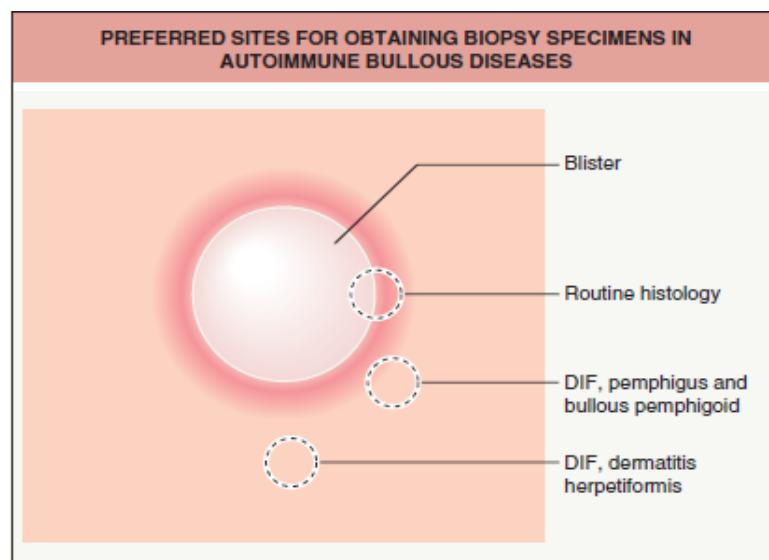 PREFERRED SITES FOR OBTAINING BIOPSY SPECIMENS IN
AUTOIMMUNE BULLOUS DISEASES
Blister
Routine histology
DIF, pemphigus and
bullous pemphigoid
DIF, dermatitis
herpetiformis